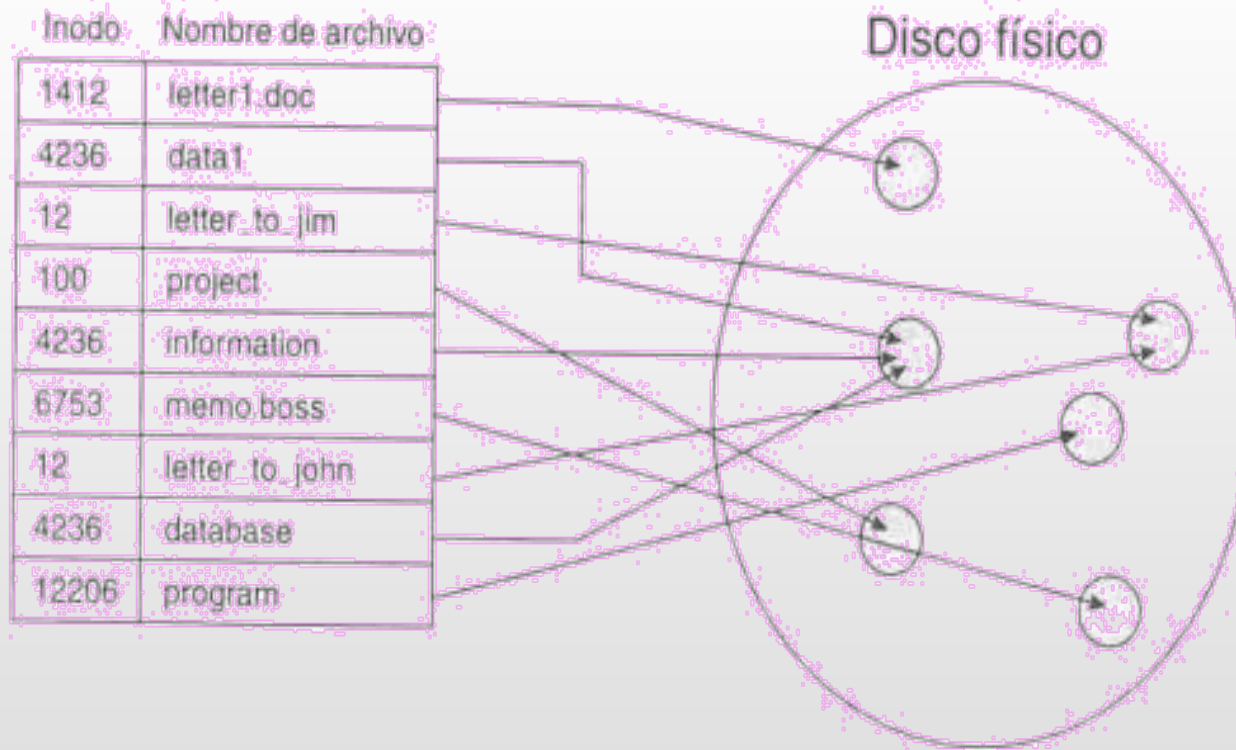 Inodo Nombre de archivo
Disco físico
1412 letter1.doc
4236 data1
12 letter_to_jim
100 project
4236 information
6753 memo.boss
12 letter_to_john
4236 database
12206 program